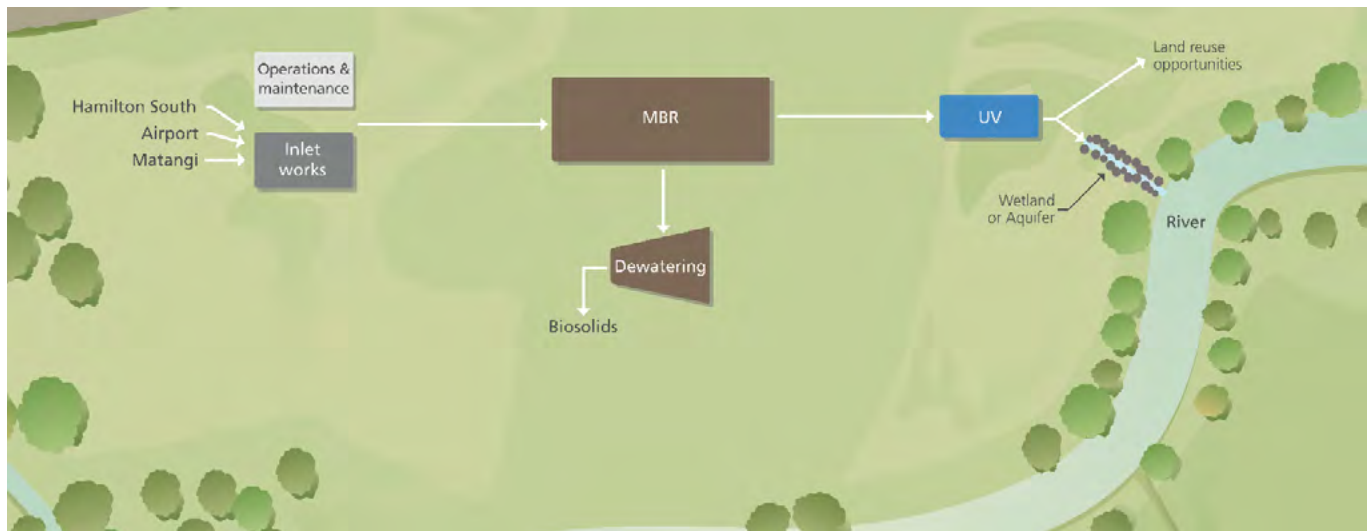 Operations &
maintenance
Hamilton South
Airport
Matangi
Inlet
works
MBR
UV
Land reuse
opportunities
Wetland
or Aquifer
River
Dewatering
Biosolids